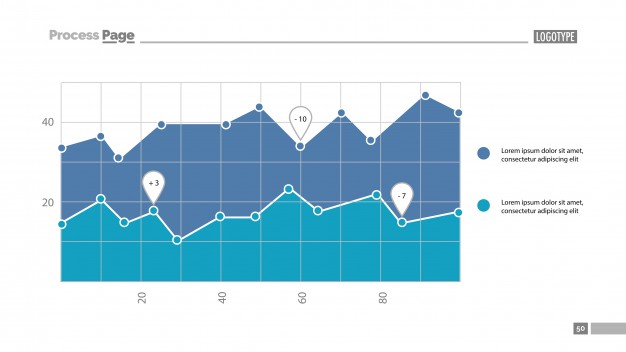 Process Page
LOGOTYPE
40
20
- 10
+ 3
- 7
Lorem ipsum dolor sit amet,
consectetur adipiscing elit
Lorem ipsum dolor sit amet,
consectetur adipiscing elit
20
40
60
80
50